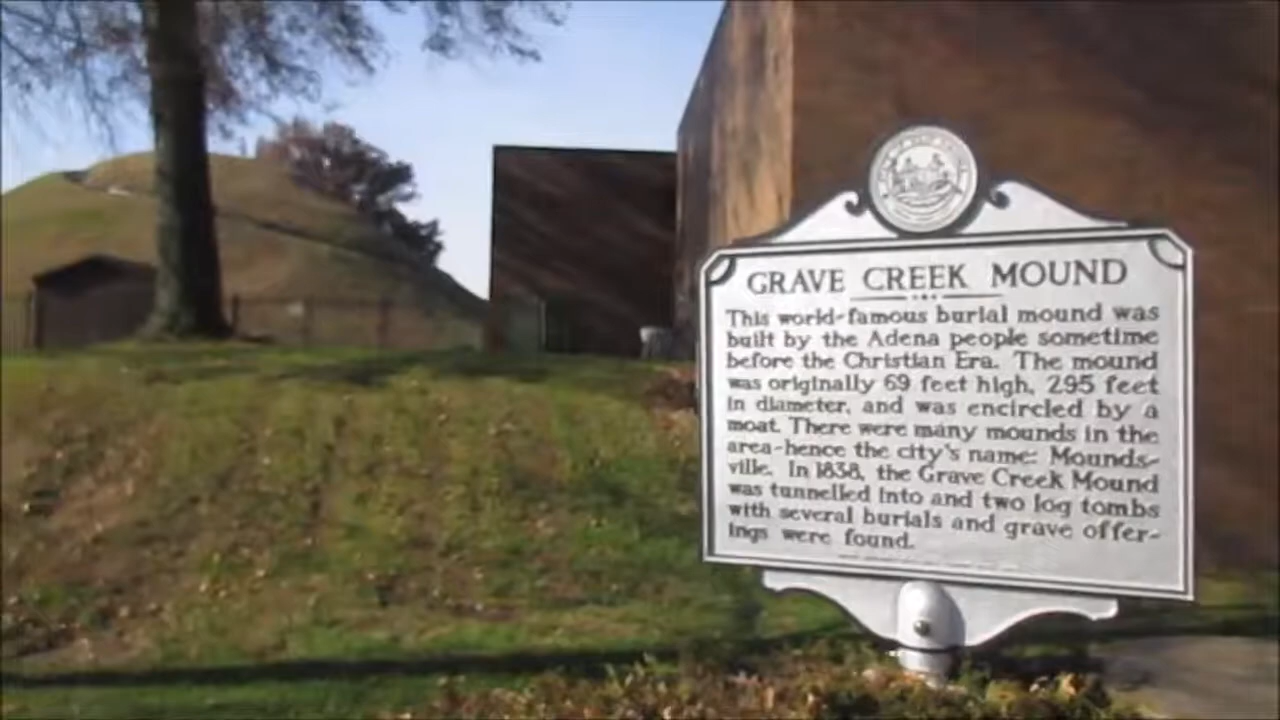 GRAVE CREEK MOUND
This world-famous burial mound was
built by the Adena people sometime
before the Christian Era. The mound
was originally 69 feet high, 295 feet
in diameter, and was encircled by a
moat. There were many mounds in the
area-hence the city's name: Mounds-
ville. In 1838, the Grave Creek Mound
was tunnelled into and two log tombs
with several burials and grave offer-
ings were found.